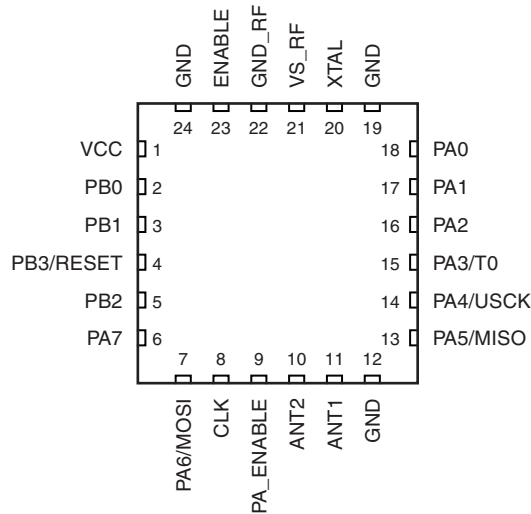 GND
ENABLE
GND_RF
VS_RF
XTAL
GND
24
23
22
21
20
19
VCC 1
PB0 2
PB1 3
PB3/RESET 4
PB2 5
PA7 6
18 PA0
17 PA1
16 PA2
15 PA3/T0
14 PA4/USCK
13 PA5/MISO
7
8
9
10
11
12
PA6/MOSI
CLK
PA_ENABLE
ANT2
ANT1
GND